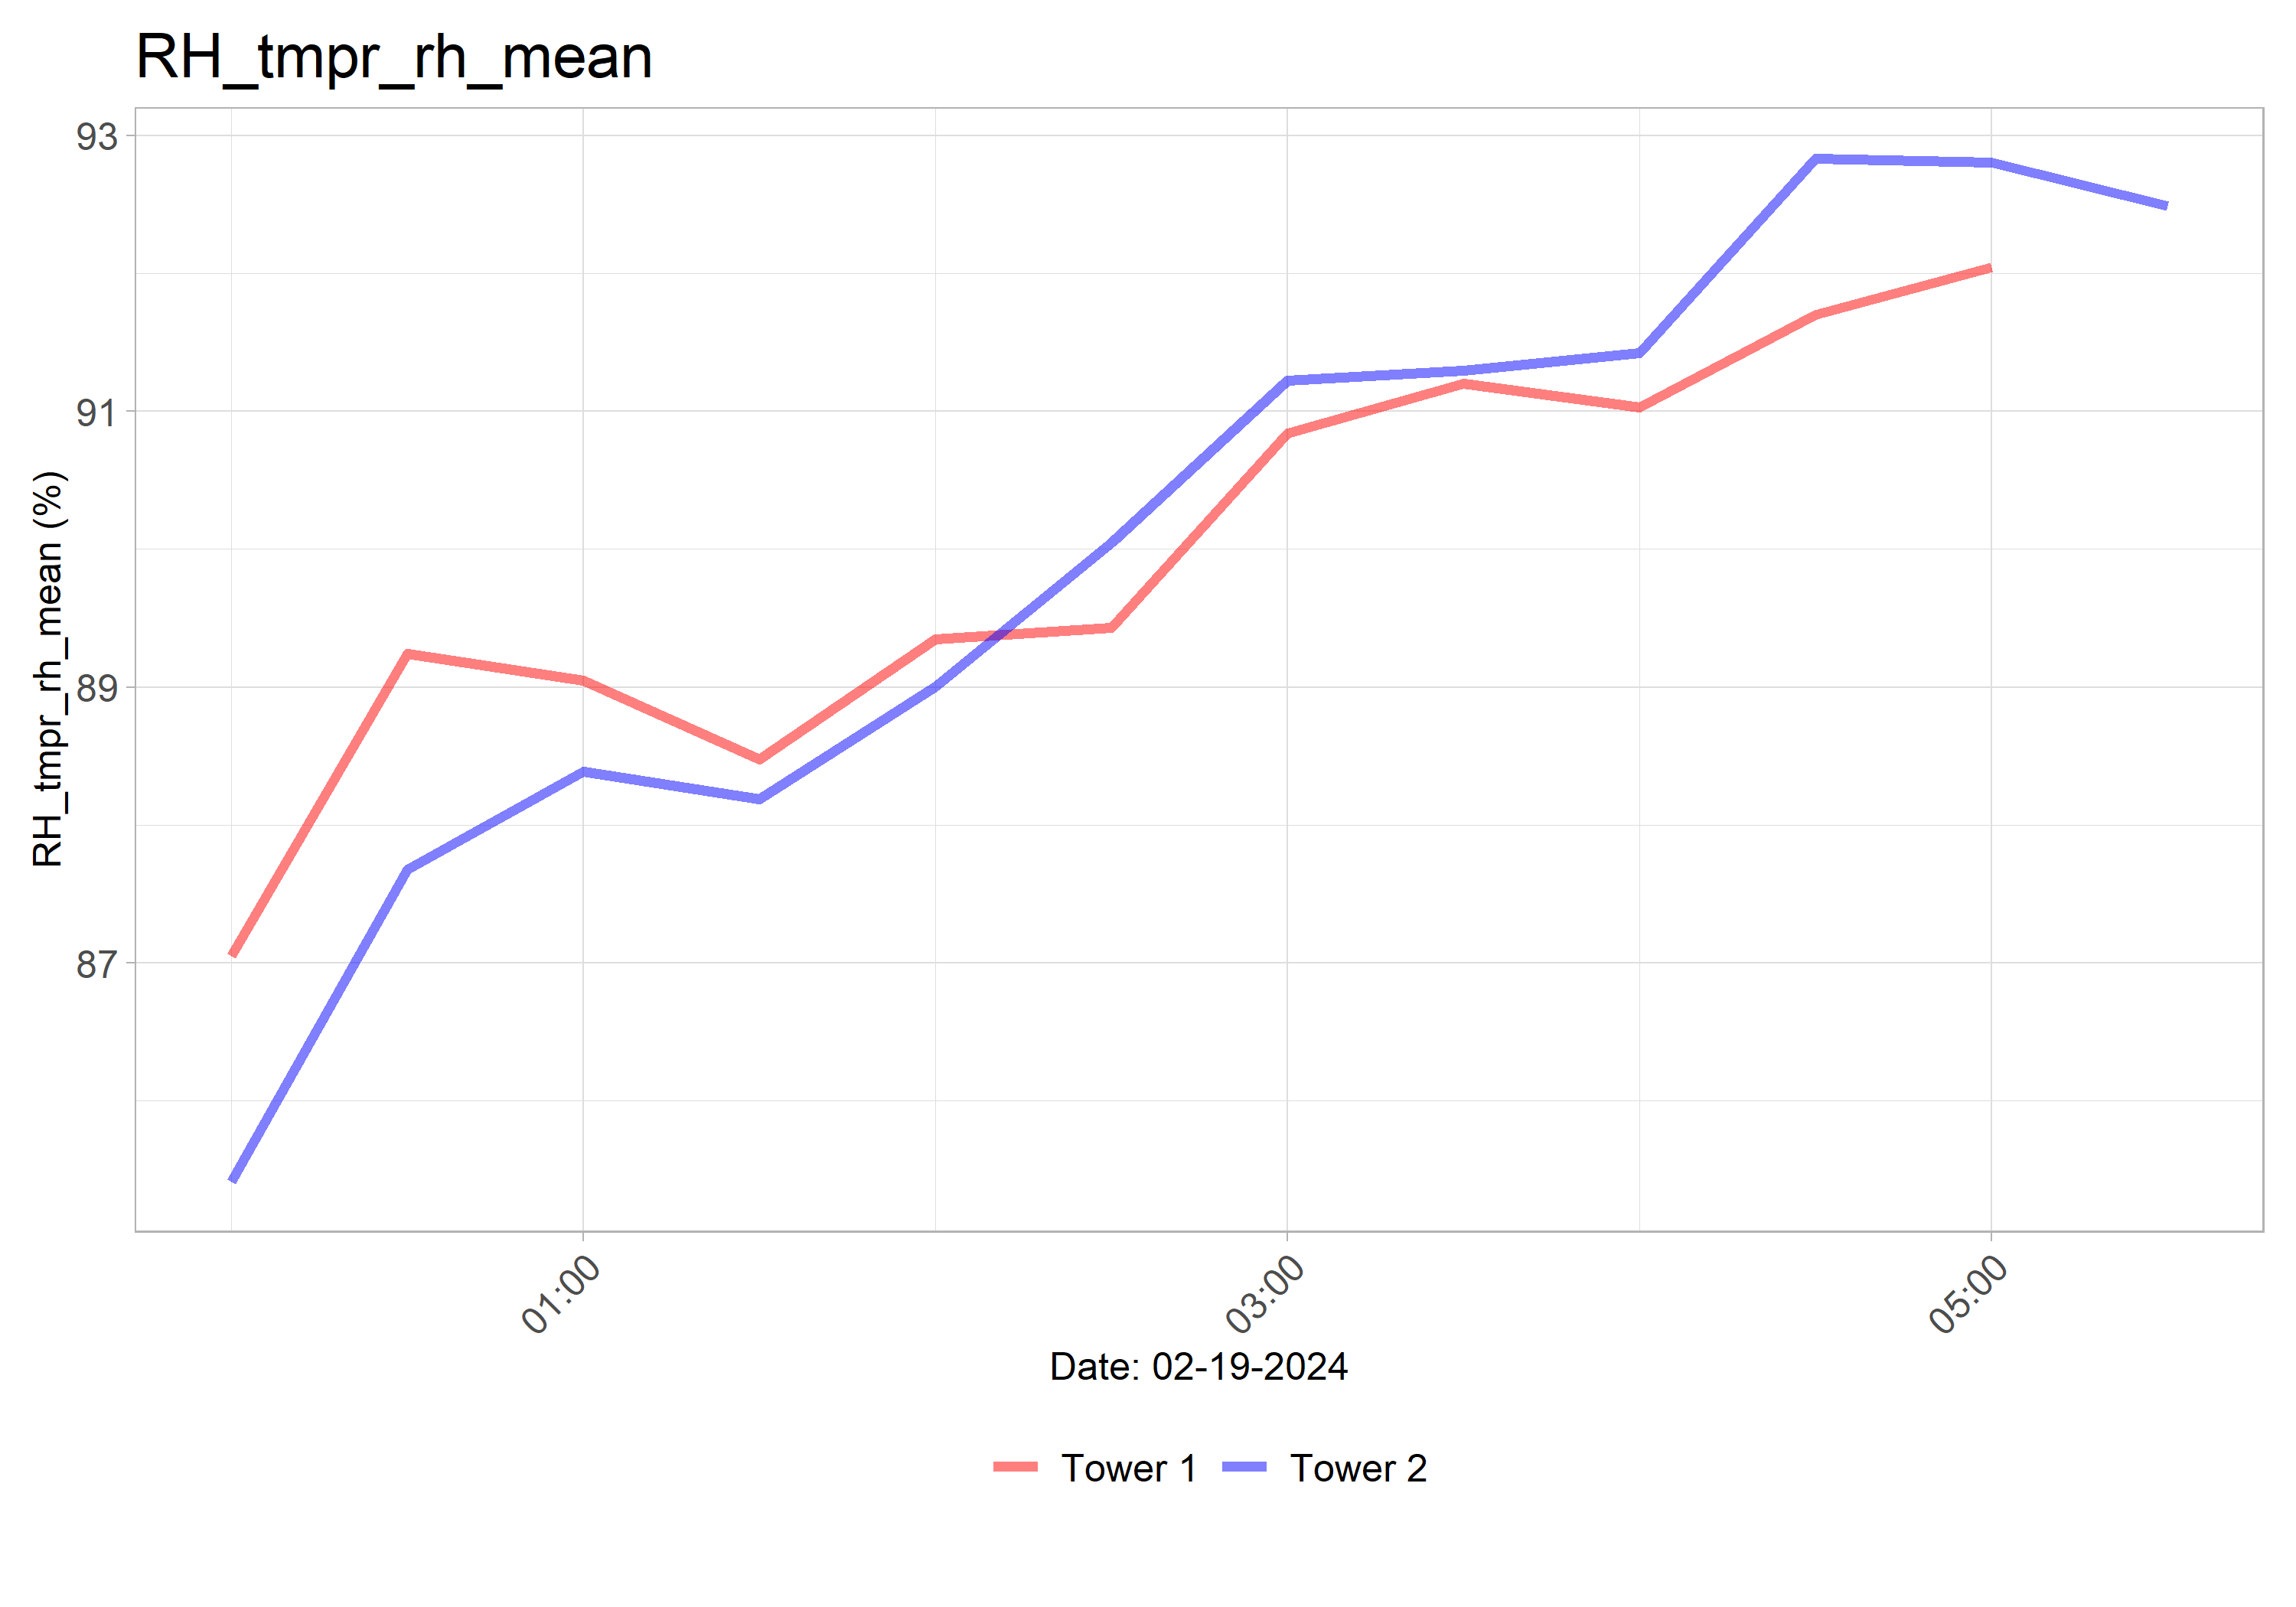 RH_tmpr_rh_mean
RH_tmpr_rh_mean (%)
93
91
89
87
01:00
03:00
05:00
Date: 02-19-2024
Tower 1
Tower 2